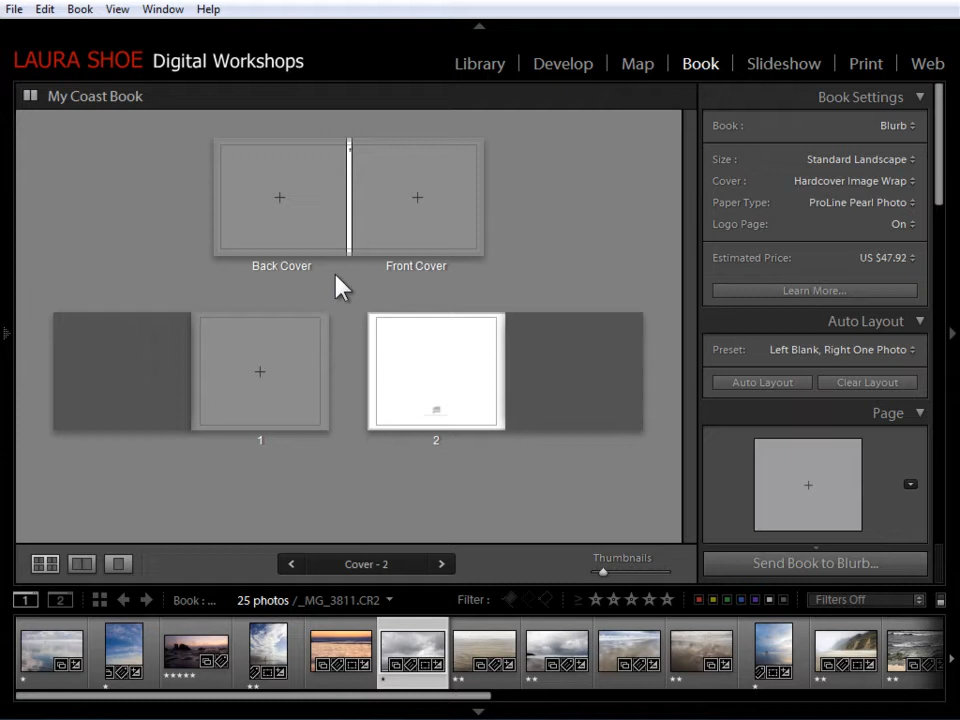 File Edit Book View Window Help
LAURA SHOE Digital Workshops
Library Develop Map Book Slideshow Print Web
My Coast Book
Book Settings
Book : Blurb
Size : Standard Landscape
Cover : Hardcover Image Wrap
Paper Type: ProLine Pearl Photo
Logo Page: On
Back Cover Front Cover
Estimated Price: US $47.92
Learn More...
Auto Layout
Preset: Left Blank, Right One Photo
Auto Layout Clear Layout
Page
1 2
Cover - 2
Thumbnails
Send Book to Blurb...
1 2 Book : ... 25 photos /_MG_3811.CR2 Filter : Filters Off